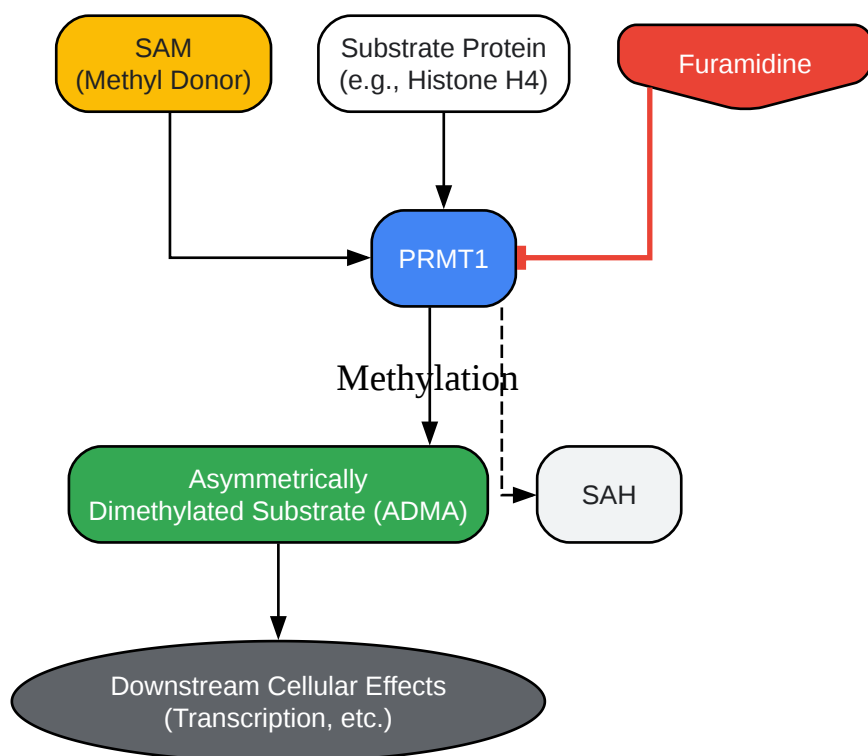 SAM
(Methyl Donor)
Substrate Protein
(e.g., Histone H4)
Furamidine
PRMT1
Methylation
Asymmetrically
Dimethylated Substrate (ADMA)
SAH
Downstream Cellular Effects
(Transcription, etc.)